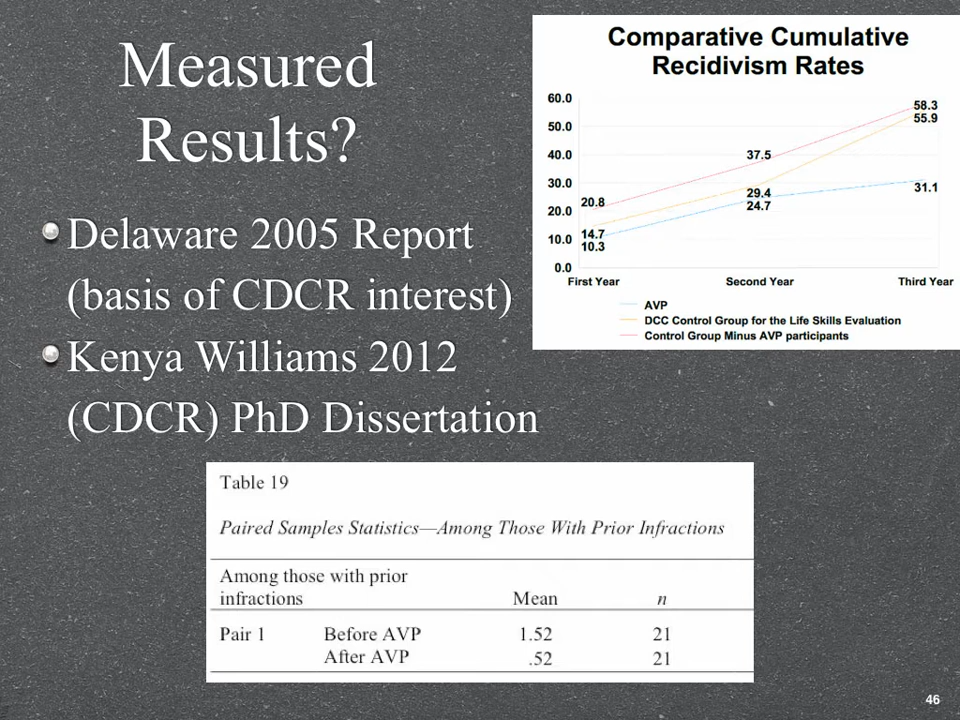 Measured
Results?
Delaware 2005 Report
(basis of CDCR interest)
Kenya Williams 2012
(CDCR) PhD Dissertation
Comparative Cumulative
Recidivism Rates
60.0
50.0
40.0
30.0
20.0
10.0
0.0
20.8
14.7
10.3
37.5
29.4
24.7
58.3
55.9
31.1
First Year Second Year Third Year
AVP
DCC Control Group for the Life Skills Evaluation
Control Group Minus AVP participants
Table 19
Paired Samples Statistics—Among Those With Prior Infractions
Among those with prior
infractions Mean n
Pair 1 Before AVP 1.52 21
After AVP .52 21
46